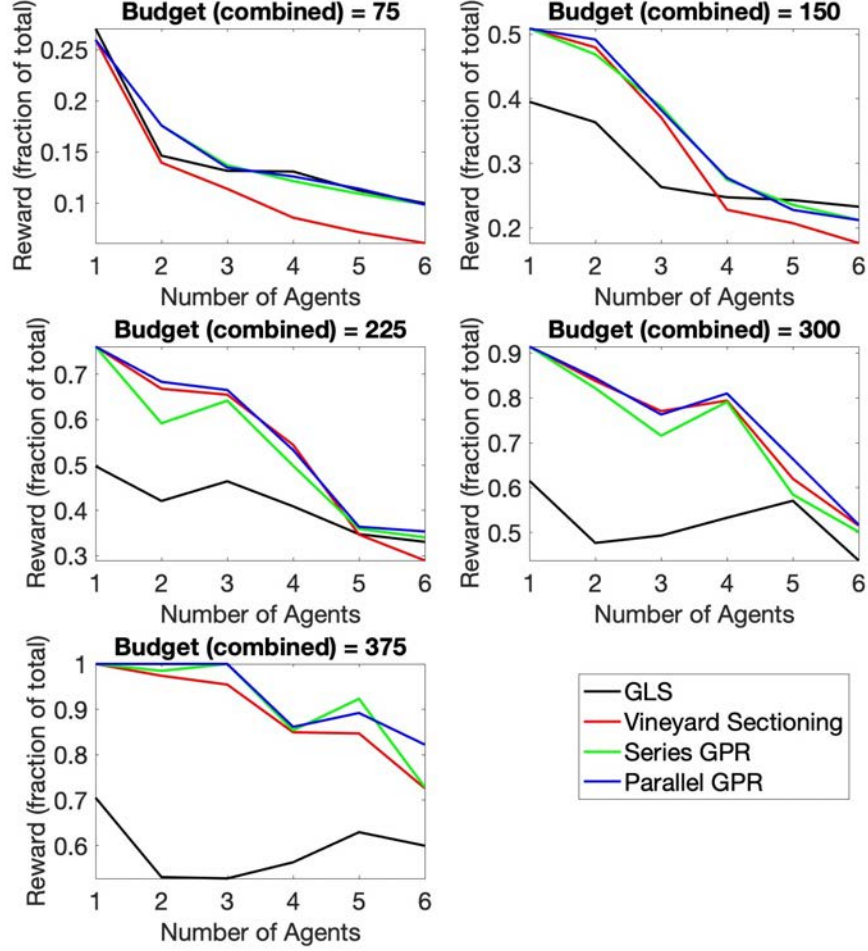 Budget (combined) = 75
Reward (fraction of total)
0.25
0.2
0.15
0.1
1 2 3 4 5 6
Number of Agents
Budget (combined) = 150
Reward (fraction of total)
0.5
0.4
0.3
0.2
1 2 3 4 5 6
Number of Agents
Budget (combined) = 225
Reward (fraction of total)
0.7
0.6
0.5
0.4
0.3
1 2 3 4 5 6
Number of Agents
Budget (combined) = 300
Reward (fraction of total)
0.9
0.8
0.7
0.6
0.5
1 2 3 4 5 6
Number of Agents
Budget (combined) = 375
Reward (fraction of total)
1
0.9
0.8
0.7
0.6
1 2 3 4 5 6
Number of Agents
GLS
Vineyard Sectioning
Series GPR
Parallel GPR